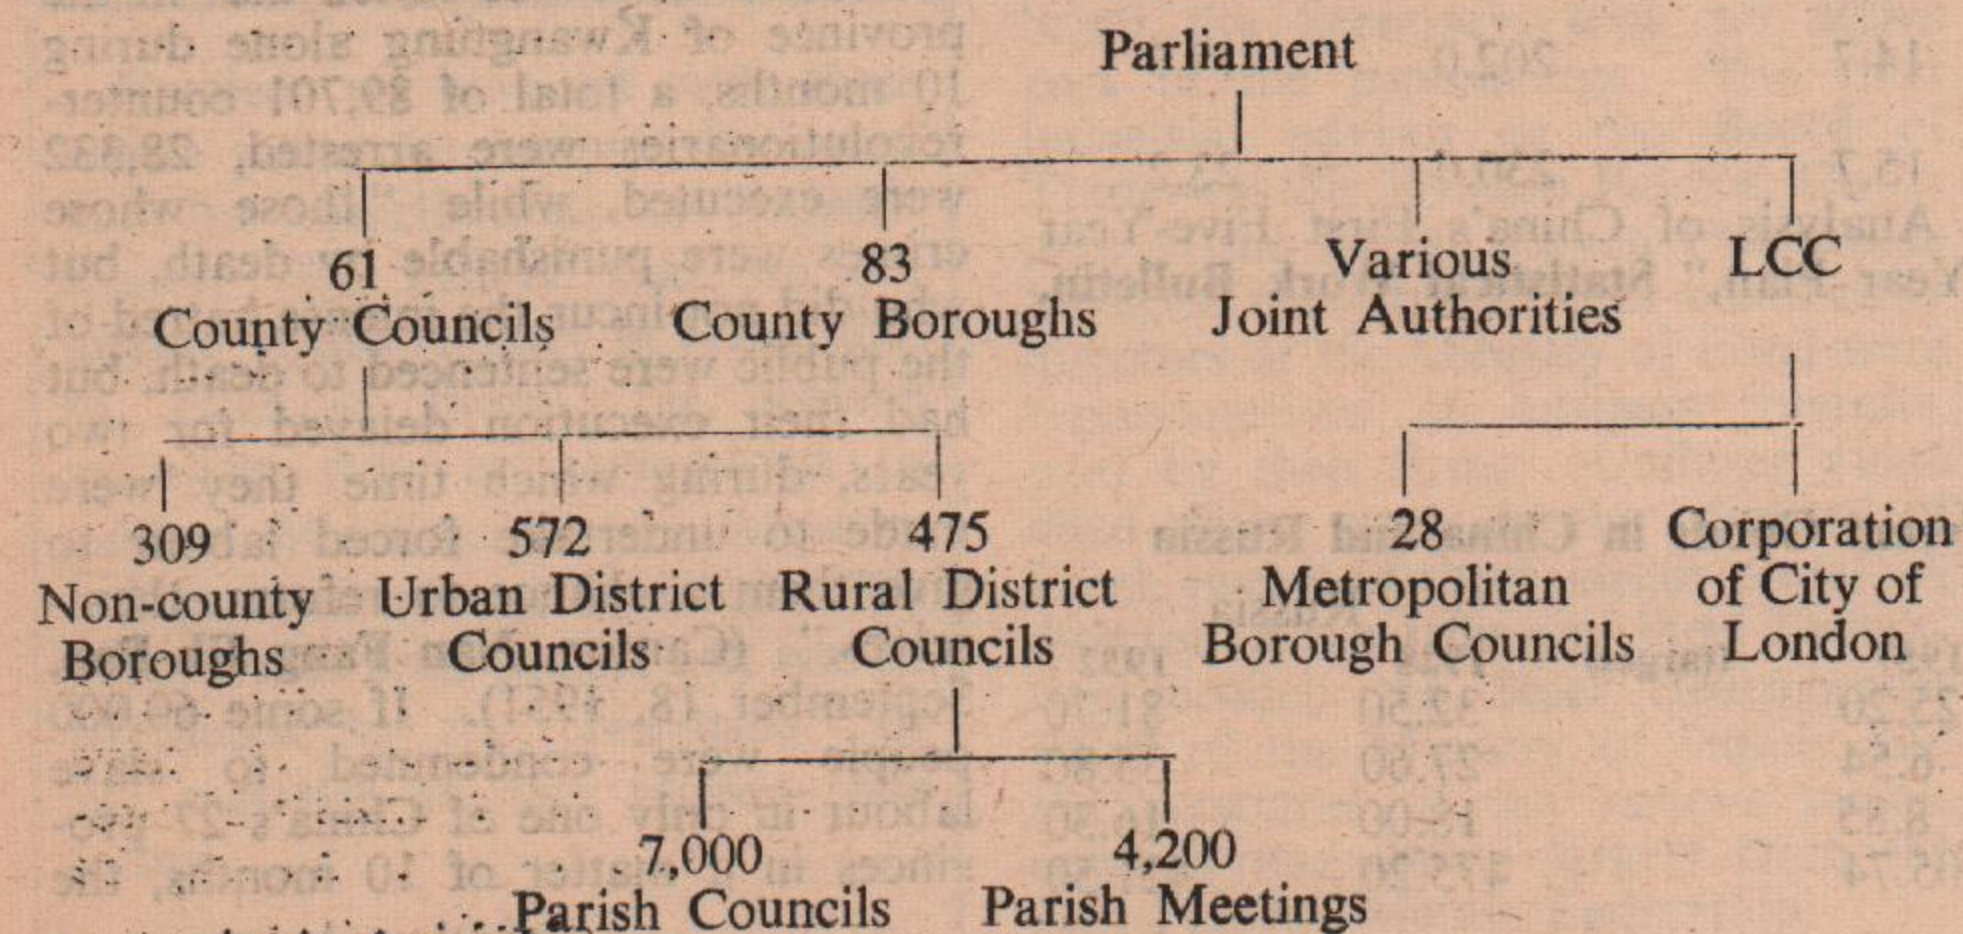 Parliament
61
County Councils
83
County Boroughs
Various
Joint Authorities
LCC
309
Non-county
Boroughs
572
Urban District
Councils
475
Rural District
Councils
28
Metropolitan
Borough Councils
Corporation
of City of
London
7,000
Parish Councils
4,200
Parish Meetings